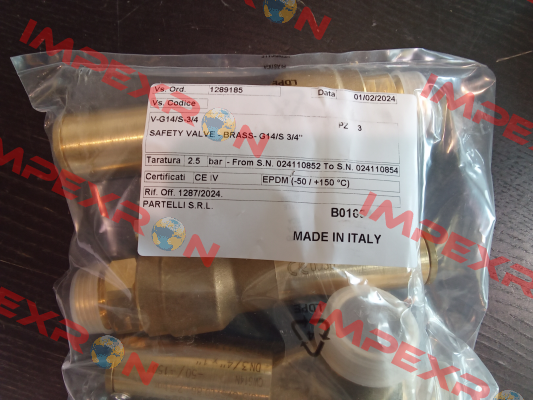 Vs. Ord. 1289185 Data 01/02/2024
Vs. Codice
V-G14/S-3/4 PZ 3
SAFETY VALVE - BRASS- G14/S 3/4"
Taratura 2.5 bar - From S.N. 024110852 To S.N. 024110854
Certificati CE IV EPDM (-50 / +150 °C)
Rif. Off. 1287/2024.
PARTELLI S.R.L.
MADE IN ITALY
LDPE
IMPEXRON
IMPEXRON
IMPEXRON
IMPEXRON